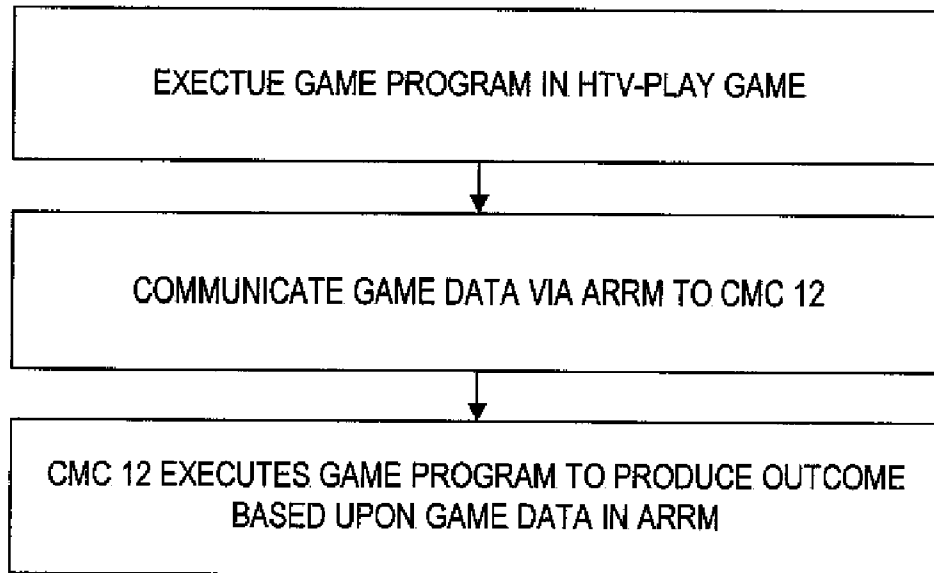 EXECTUE GAME PROGRAM IN HTV-PLAY GAME
COMMUNICATE GAME DATA VIA ARRM TO CMC 12
CMC 12 EXECUTES GAME PROGRAM TO PRODUCE OUTCOME
BASED UPON GAME DATA IN ARRM